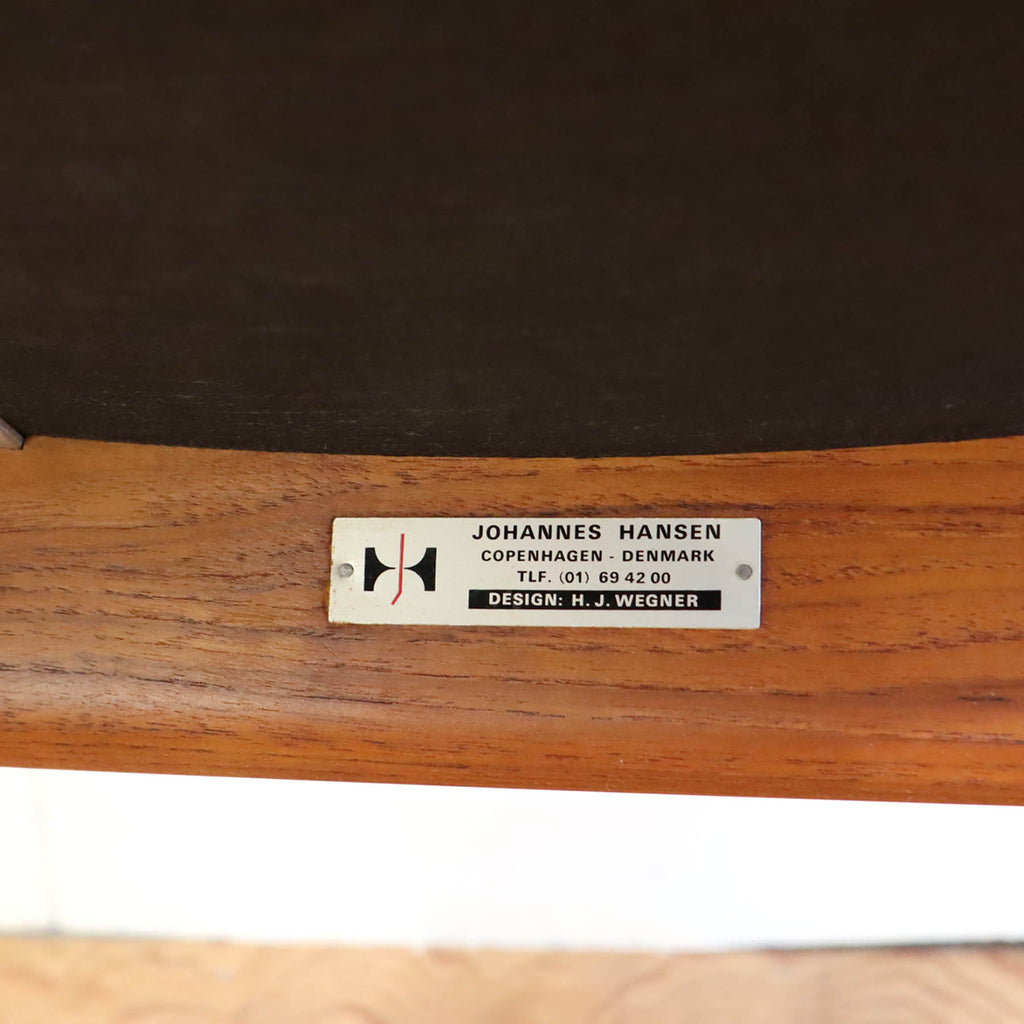 JOHANNES HANSEN
COPENHAGEN - DENMARK
TLF. (01) 69 42 00
DESIGN: H. J. WEGNER